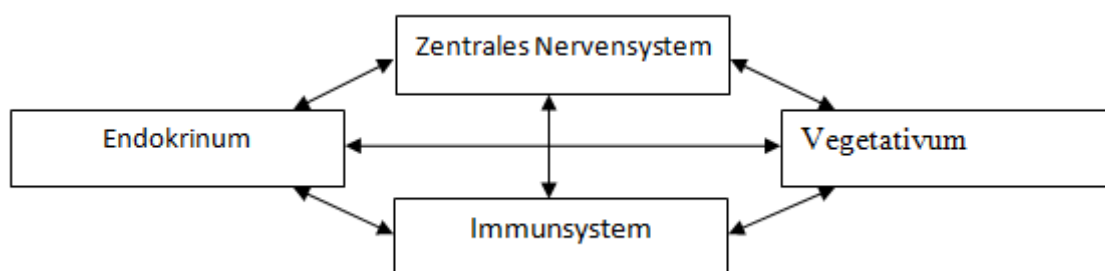 Zentrales Nervensystem
Endokrinum
Vegetativum
Immunsystem